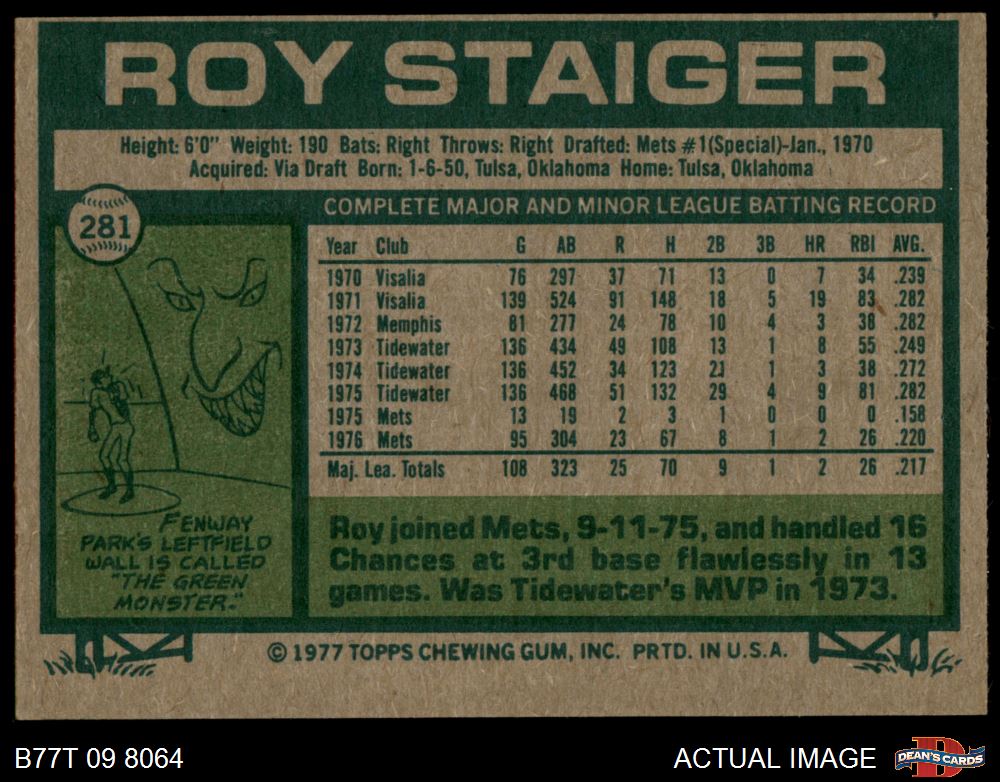 ROY STAIGER
Height: 6'0" Weight: 190 Bats: Right Throws: Right Drafted: Mets #1(Special)-Jan., 1970
Acquired: Via Draft Born: 1-6-50, Tulsa, Oklahoma Home: Tulsa, Oklahoma
281
COMPLETE MAJOR AND MINOR LEAGUE BATTING RECORD
Year Club G AB R H 2B 3B HR RBI AVG.
1970 Visalia 76 297 37 71 13 0 7 34 .239
1971 Visalia 139 524 91 148 18 5 19 83 .282
1972 Memphis 81 277 24 78 10 4 3 38 .282
1973 Tidewater 136 434 49 108 13 1 8 55 .249
1974 Tidewater 136 452 34 123 21 1 3 38 .272
1975 Tidewater 136 468 51 132 29 4 9 81 .282
1975 Mets 13 19 2 3 1 0 0 0 .158
1976 Mets 95 304 23 67 8 1 2 26 .220
Maj. Lea. Totals 108 323 25 70 9 1 2 26 .217
FENWAY
PARK'S LEFTFIELD
WALL IS CALLED
"THE GREEN
MONSTER."
Roy joined Mets, 9-11-75, and handled 16
Chances at 3rd base flawlessly in 13
games. Was Tidewater's MVP in 1973.
© 1977 TOPPS CHEWING GUM, INC. PRTD. IN U.S.A.
B77T 09 8064
ACTUAL IMAGE
D
DEAN'S CARDS